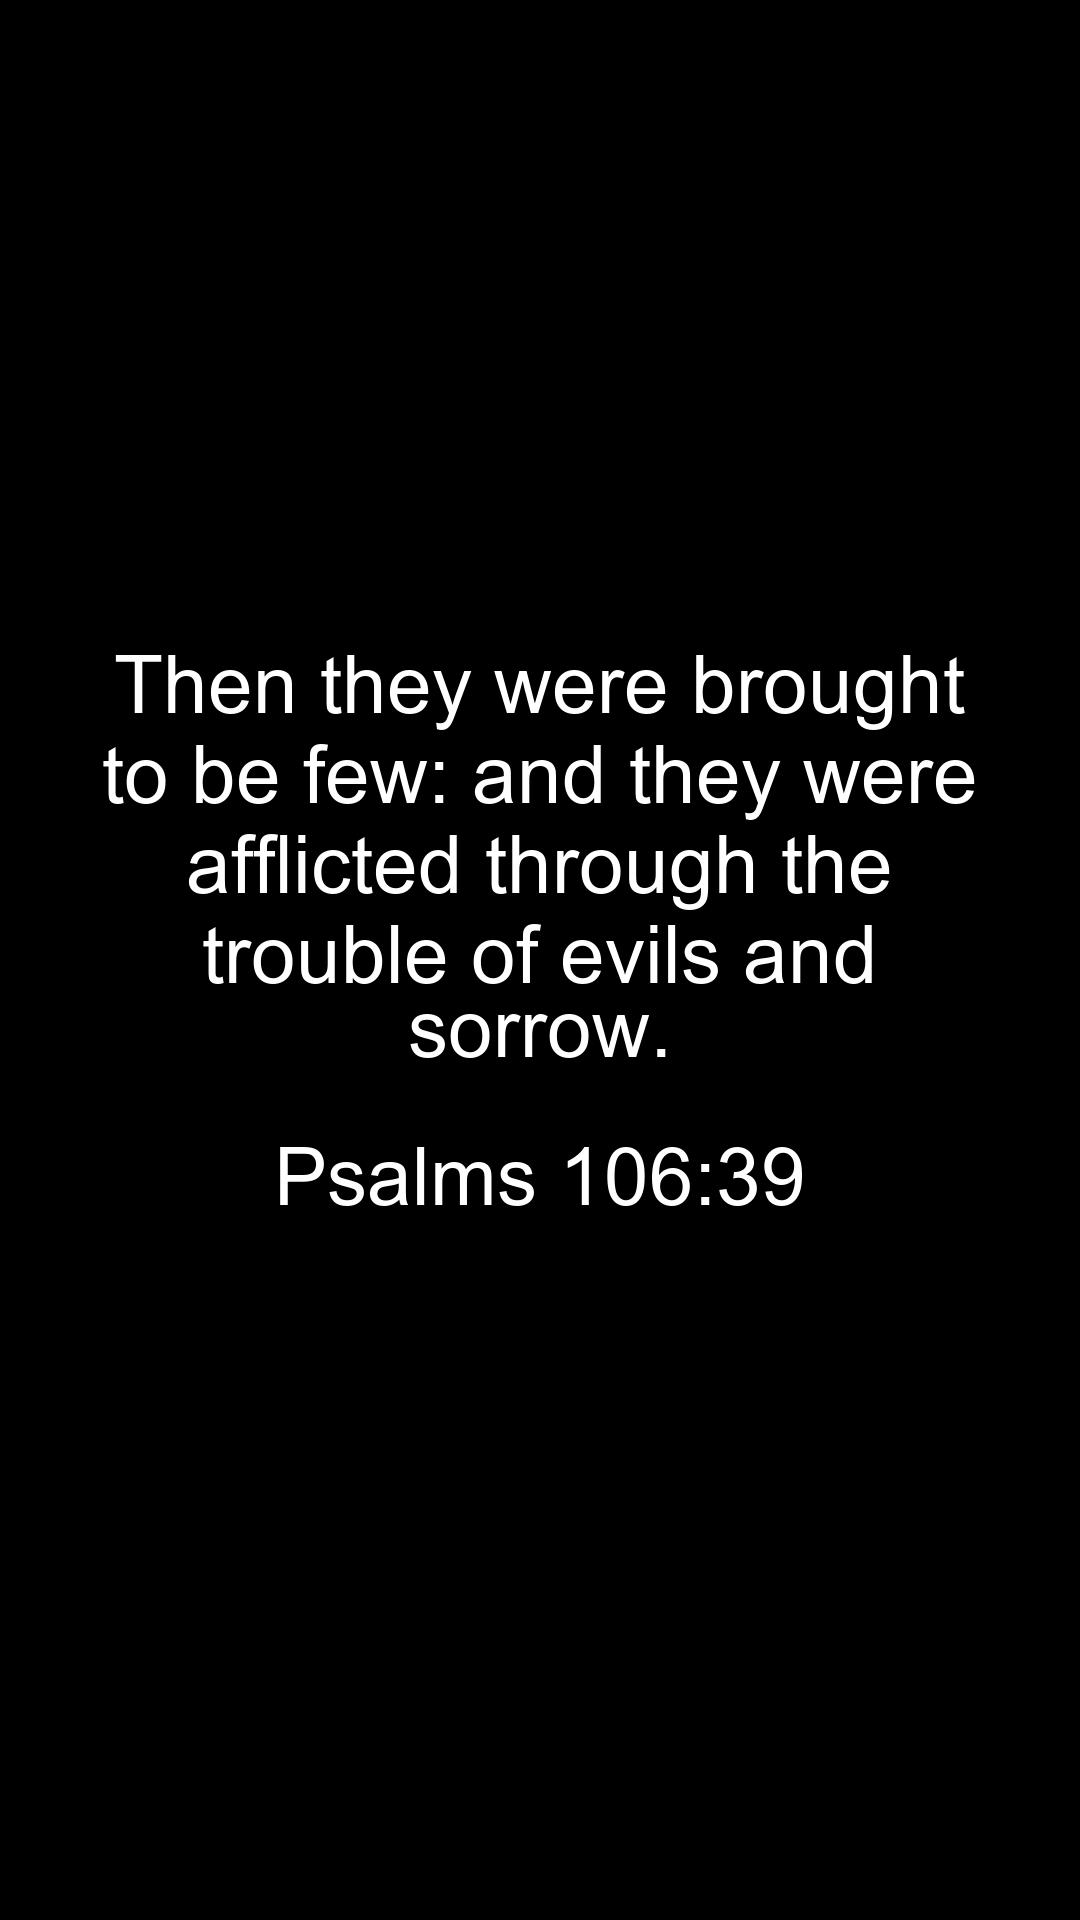 Then they were brought
to be few: and they were
afflicted through the
trouble of evils and
sorrow.
Psalms 106:39